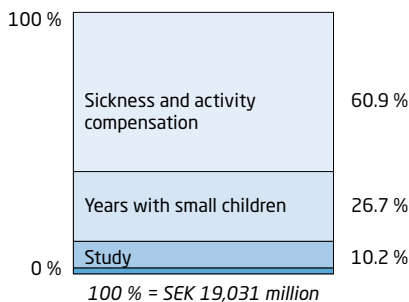 100 %
Sickness and activity
compensation
60.9 %
Years with small children
26.7 %
Study
10.2 %
0 %
100 % = SEK 19,031 million